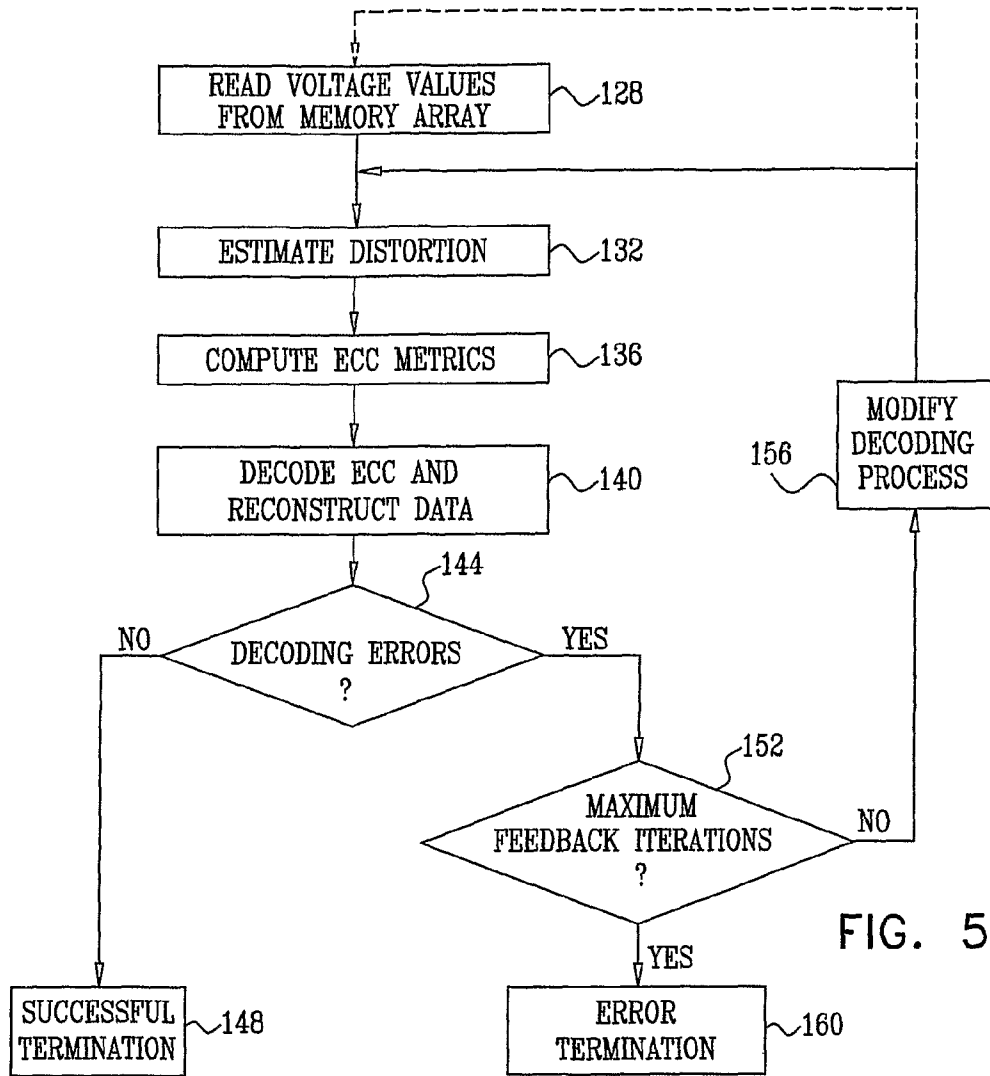 READ VOLTAGE VALUES
FROM MEMORY ARRAY
128
ESTIMATE DISTORTION
132
COMPUTE ECC METRICS
136
MODIFY
DECODING
PROCESS
156
DECODE ECC AND
RECONSTRUCT DATA
140
144
NO
DECODING ERRORS
?
YES
152
MAXIMUM
FEEDBACK ITERATIONS
?
NO
FIG. 5
YES
SUCCESSFUL
TERMINATION
148
ERROR
TERMINATION
160